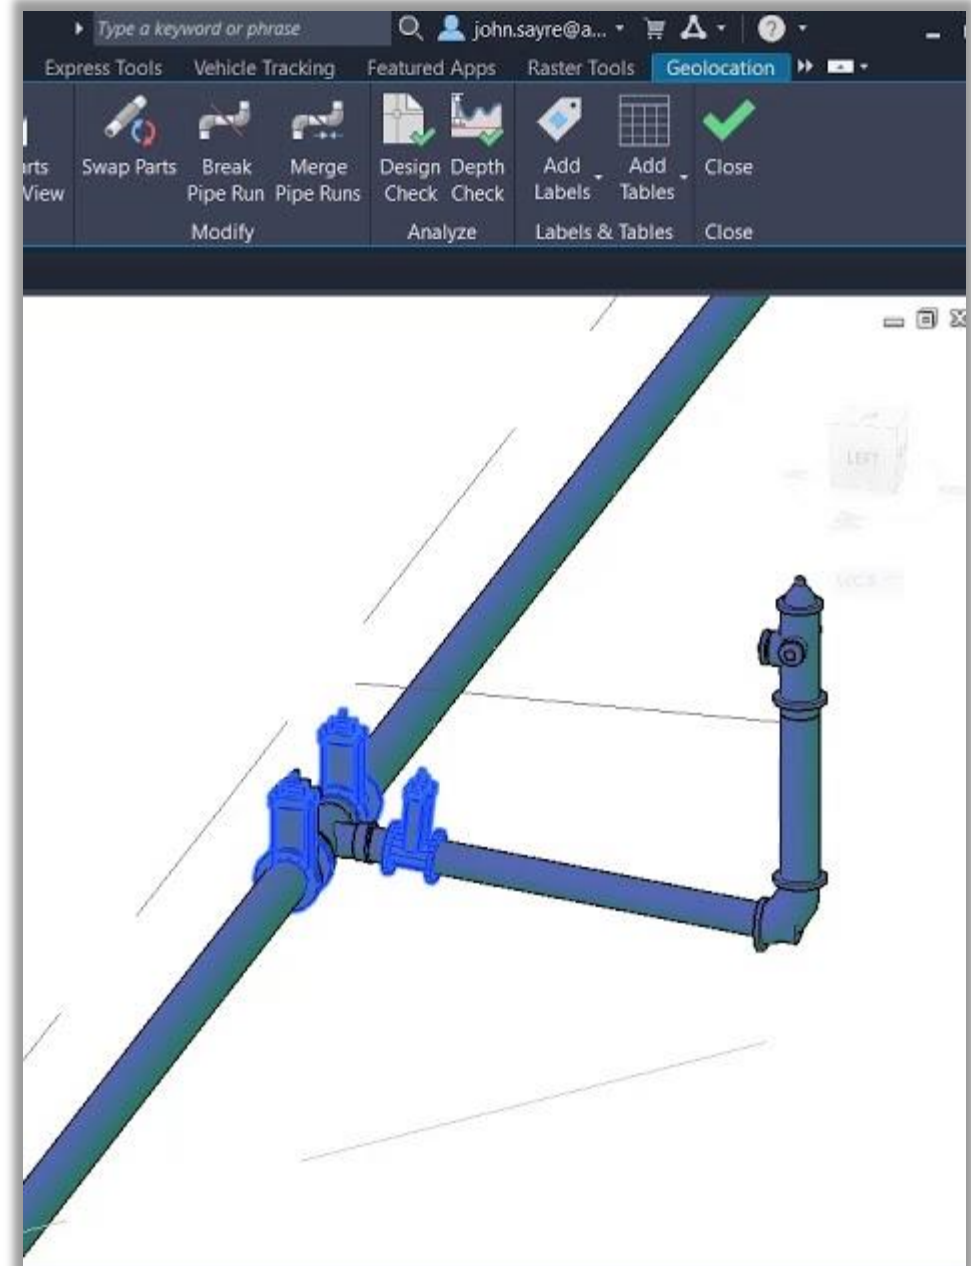 Type a keyword or phrase
john.sayre@a...
?
Express Tools Vehicle Tracking Featured Apps Raster Tools Geolocation
Swap Parts Break Pipe Run Merge Pipe Runs Design Check Depth Check Add Labels Add Tables Close
arts
View
Modify Analyze Labels & Tables Close
LEFT